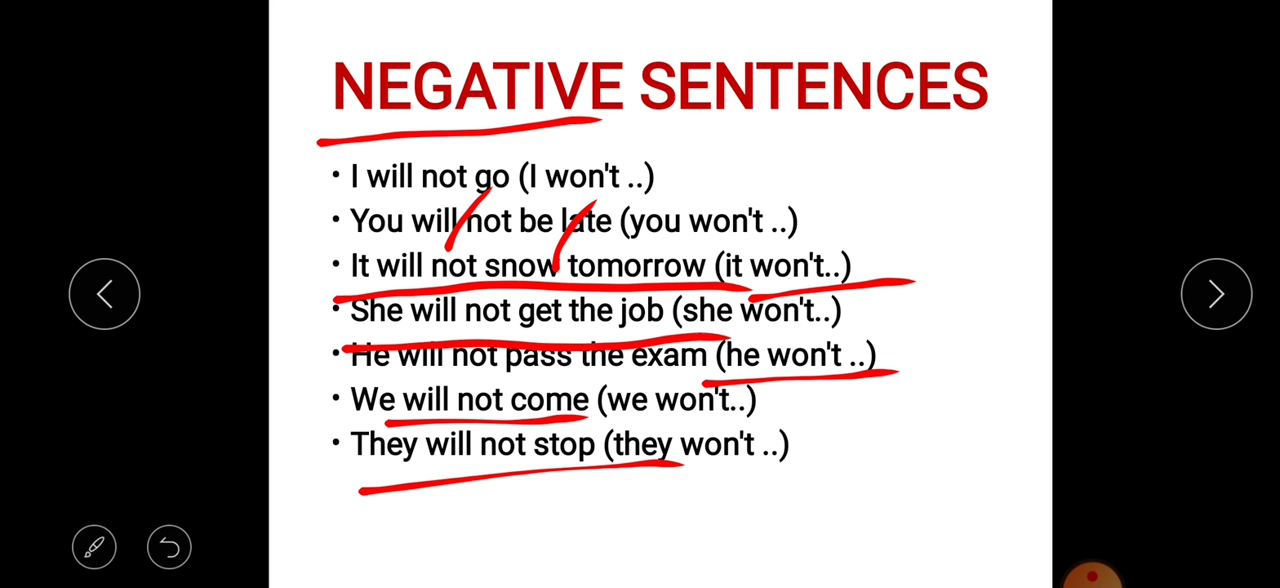 NEGATIVE SENTENCES
• I will not go (I won't ..)
• You will not be late (you won't ..)
• It will not snow tomorrow (it won't..)
• She will not get the job (she won't..)
• He will not pass the exam (he won't ..)
• We will not come (we won't..)
• They will not stop (they won't ..)